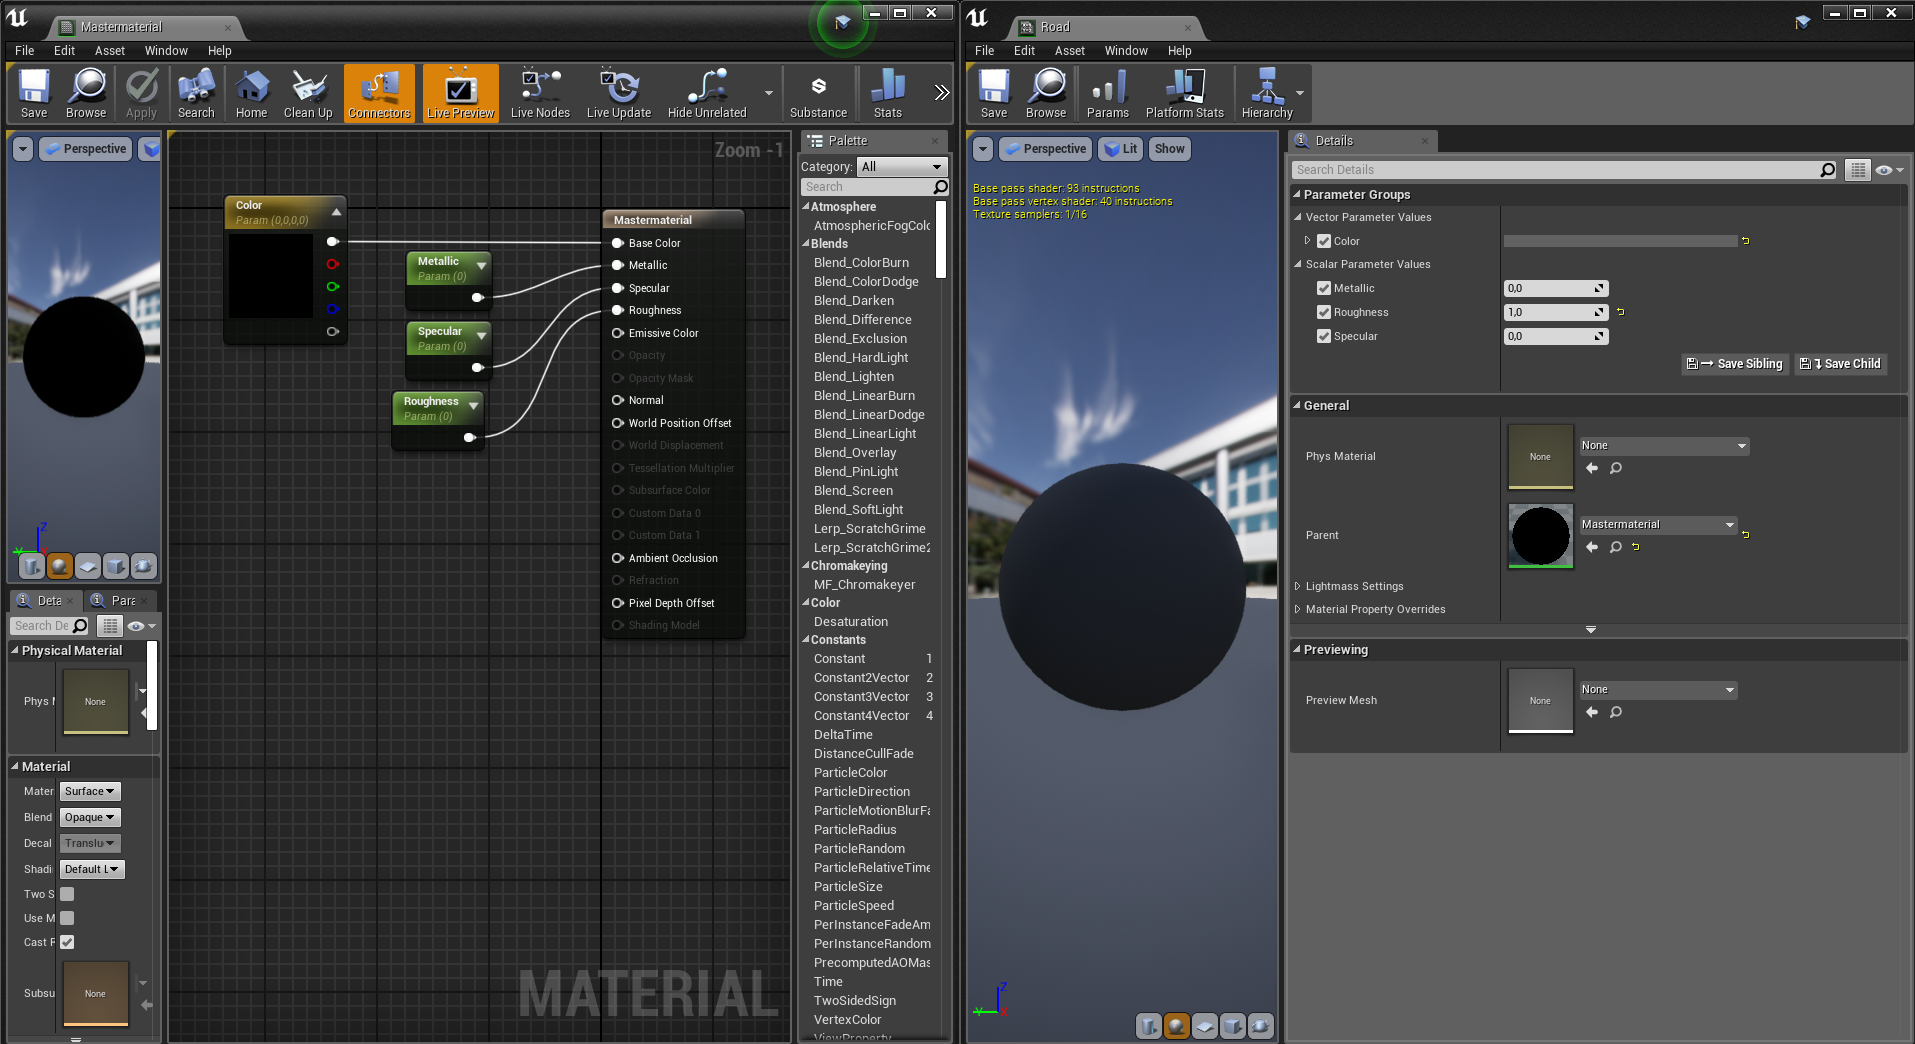 Mastermaterial
File Edit Asset Window Help
Save Browse Apply Search Home Clean Up Connectors Live Preview Live Nodes Live Update Hide Unrelated Substance Stats
Perspective
Zoom -1
Color
Param (0,0,0,0)
Metallic
Param (0)
Specular
Param (0)
Roughness
Param (0)
Mastermaterial
Base Color
Metallic
Specular
Roughness
Emissive Color
Opacity
Opacity Mask
Normal
World Position Offset
World Displacement
Tessellation Multiplier
Subsurface Color
Custom Data 0
Custom Data 1
Ambient Occlusion
Refraction
Pixel Depth Offset
Shading Model
MATERIAL
Z
Y
Deta
Para
Search De
Physical Material
Phys M
None
Material
Mater Surface
Blend Opaque
Decal Translu
Shadi Default L
Two S
Use M
Cast R
Subsu
None
Palette
Category: All
Search
Atmosphere
AtmosphericFogColo
Blends
Blend_ColorBurn
Blend_ColorDodge
Blend_Darken
Blend_Difference
Blend_Exclusion
Blend_HardLight
Blend_Lighten
Blend_LinearBurn
Blend_LinearDodge
Blend_LinearLight
Blend_Overlay
Blend_PinLight
Blend_Screen
Blend_SoftLight
Lerp_ScratchGrime
Lerp_ScratchGrime2
Chromakeying
MF_Chromakeyer
Color
Desaturation
Constants
Constant 1
Constant2Vector 2
Constant3Vector 3
Constant4Vector 4
DeltaTime
DistanceCullFade
ParticleColor
ParticleDirection
ParticleMotionBlurFa
ParticleRadius
ParticleRandom
ParticleRelativeTime
ParticleSize
ParticleSpeed
PerInstanceFadeAm
PerInstanceRandom
PrecomputedAOMas
Time
TwoSidedSign
VertexColor
ViewProperty
Road
File Edit Asset Window Help
Save Browse Params Platform Stats Hierarchy
Perspective Lit Show
Base pass shader: 93 instructions
Base pass vertex shader: 40 instructions
Texture samplers: 1/16
Z
Y X
Details
Search Details
Parameter Groups
Vector Parameter Values
Color
Scalar Parameter Values
Metallic 0,0
Roughness 1,0
Specular 0,0
Save Sibling Save Child
General
Phys Material None None
Parent Mastermaterial
Lightmass Settings
Material Property Overrides
Previewing
Preview Mesh None None